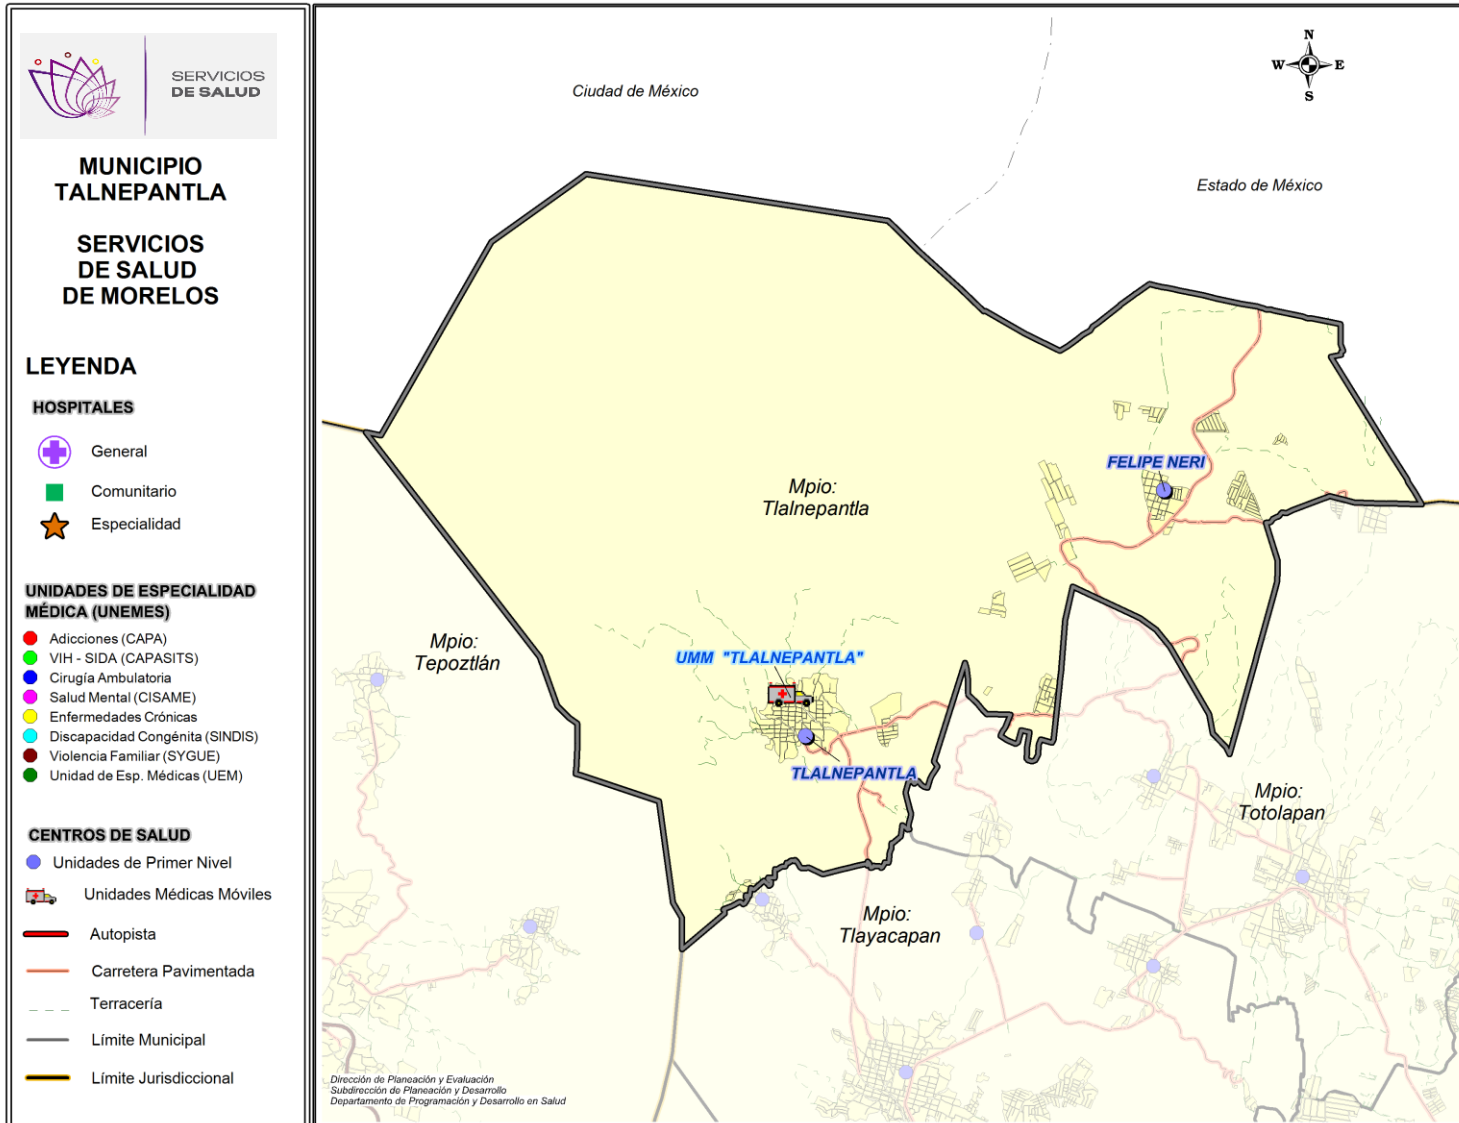 SERVICIOS
DE SALUD
MUNICIPIO
TALNEPANTLA
SERVICIOS
DE SALUD
DE MORELOS
LEYENDA
HOSPITALES
General
Comunitario
Especialidad
UNIDADES DE ESPECIALIDAD
MÉDICA (UNEMES)
Adicciones (CAPA)
VIH - SIDA (CAPASITS)
Cirugía Ambulatoria
Salud Mental (CISAME)
Enfermedades Crónicas
Discapacidad Congénita (SINDIS)
Violencia Familiar (SYGUE)
Unidad de Esp. Médicas (UEM)
CENTROS DE SALUD
Unidades de Primer Nivel
Unidades Médicas Móviles
Autopista
Carretera Pavimentada
Terracería
Límite Municipal
Límite Jurisdiccional
Ciudad de México
N
W E
S
Estado de México
FELIPE NERI
Mpio:
Tlalnepantla
Mpio:
Tepoztlán
UMM "TLALNEPANTLA"
TLALNEPANTLA
Mpio:
Totolapan
Mpio:
Tlayacapan
Dirección de Planeación y Evaluación
Subdirección de Planeación y Desarrollo
Departamento de Programación y Desarrollo en Salud